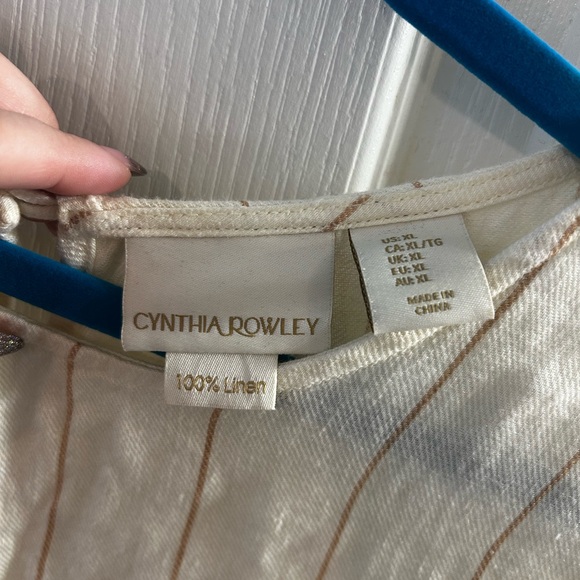 CYNTHIA ROWLEY
100% Linen
US: XL
CA: XL/TG
UK: XL
EU: XL
AU: XL
MADE IN
CHINA